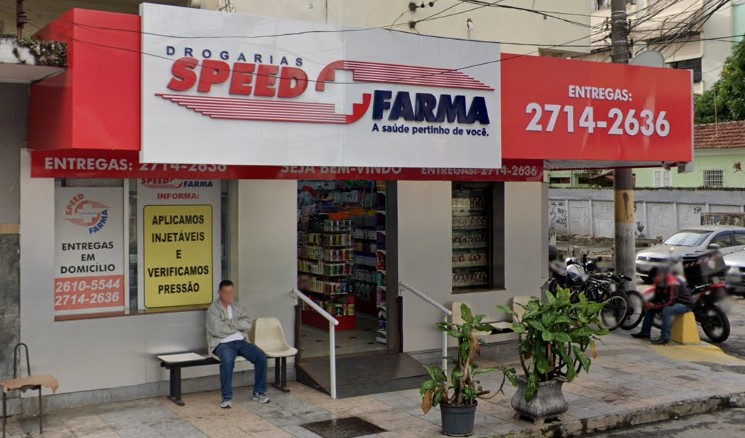 DROGARIAS
SPEED
FARMA
A saúde pertinho de você.
ENTREGAS:
2714-2636
ENTREGAS: 2714-2636
SEJA BEM-VINDO
ENTREGAS: 2714-2636
SPEED
FARMA
ENTREGAS EM
DOMICÍLIO
2610-5544
2714-2636
SPEED FARMA
INFORMA:
APLICAMOS
INJETÁVEIS
E
VERIFICAMOS
PRESSÃO